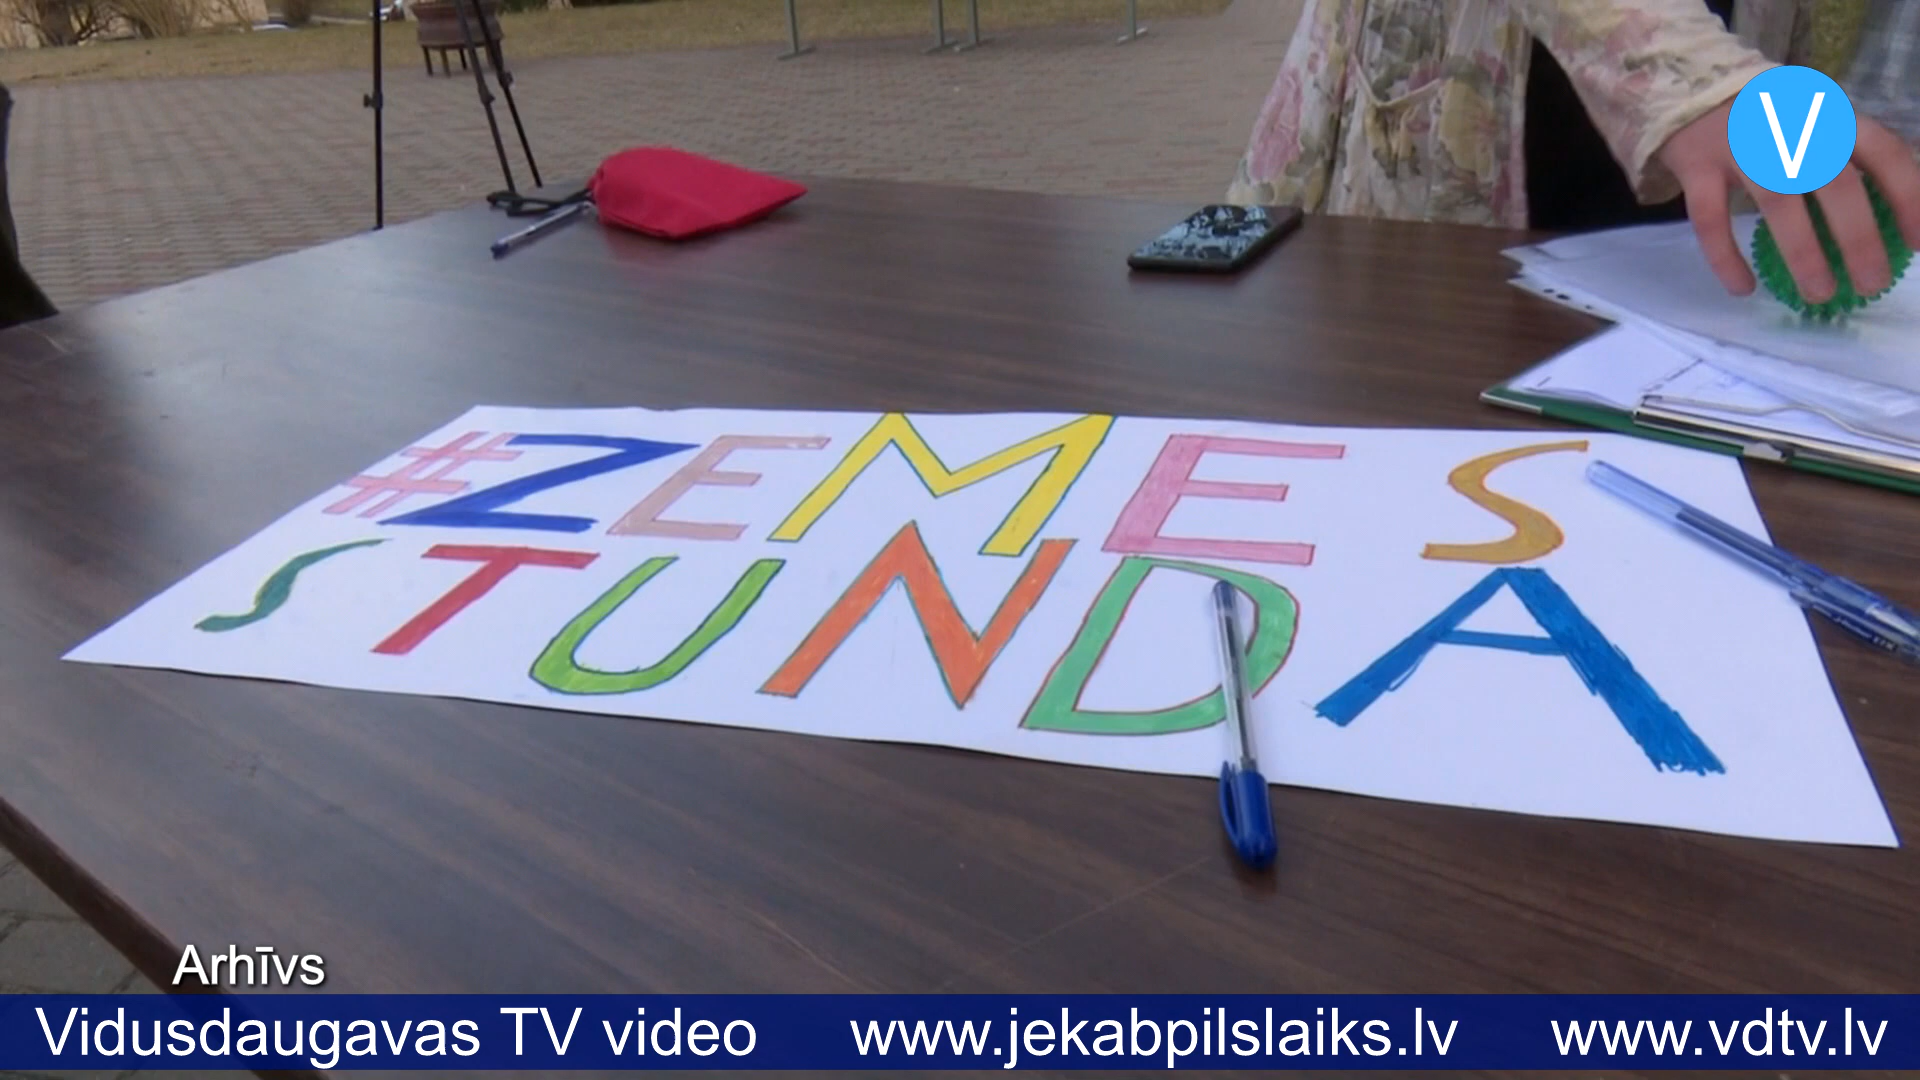 V
#ZEMES
STUNDA
Arhīvs
Vidusdaugavas TV video www.jekabpilslaiks.lv www.vdtv.lv